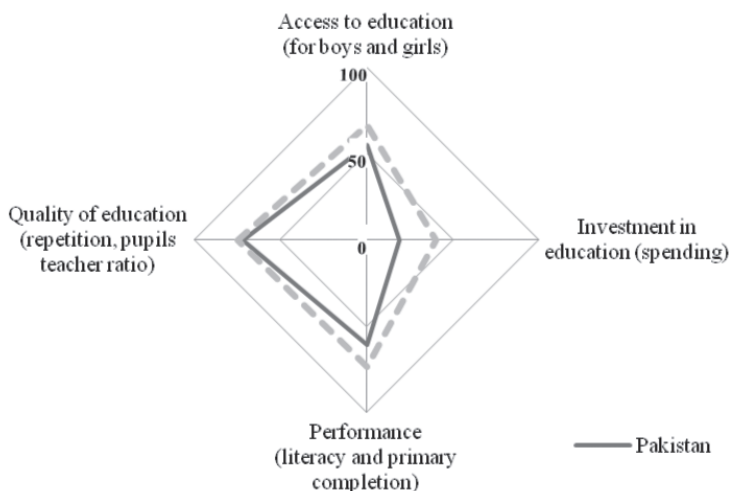 Access to education
(for boys and girls)
100
50
Quality of education
(repetition, pupils
teacher ratio)
0
Investment in
education (spending)
Performance
(literacy and primary
completion)
Pakistan